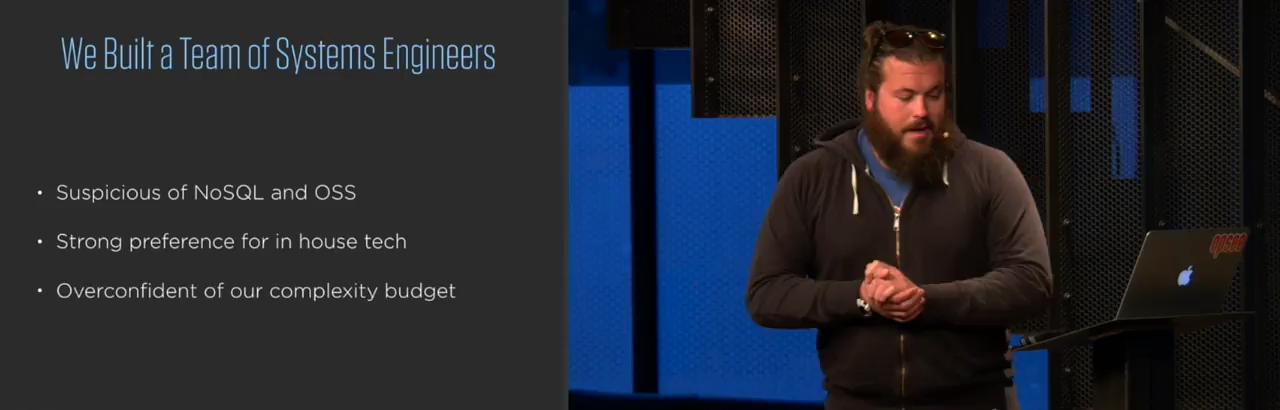 We Built a Team of Systems Engineers
• Suspicious of NoSQL and OSS
• Strong preference for in house tech
• Overconfident of our complexity budget
opsee